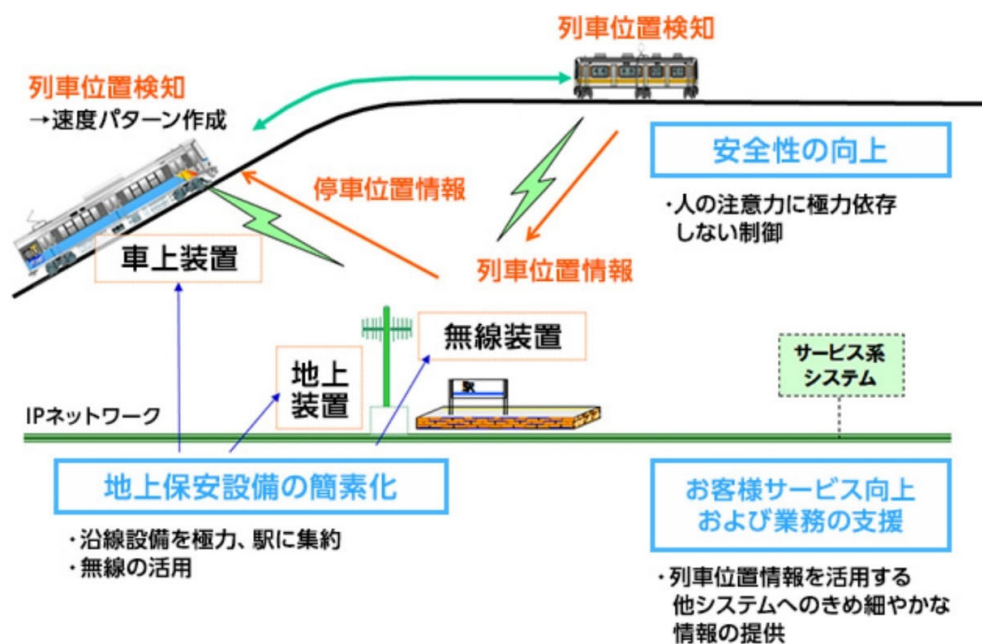 列車位置検知
列車位置検知
→速度パターン作成
安全性の向上
・人の注意力に極力依存
しない制御
停車位置情報
車上装置
列車位置情報
無線装置
地上
装置
駅
サービス系
システム
IPネットワーク
地上保安設備の簡素化
・沿線設備を極力、駅に集約
・無線の活用
お客様サービス向上
および業務の支援
・列車位置情報を活用する
他システムへのきめ細やかな
情報の提供